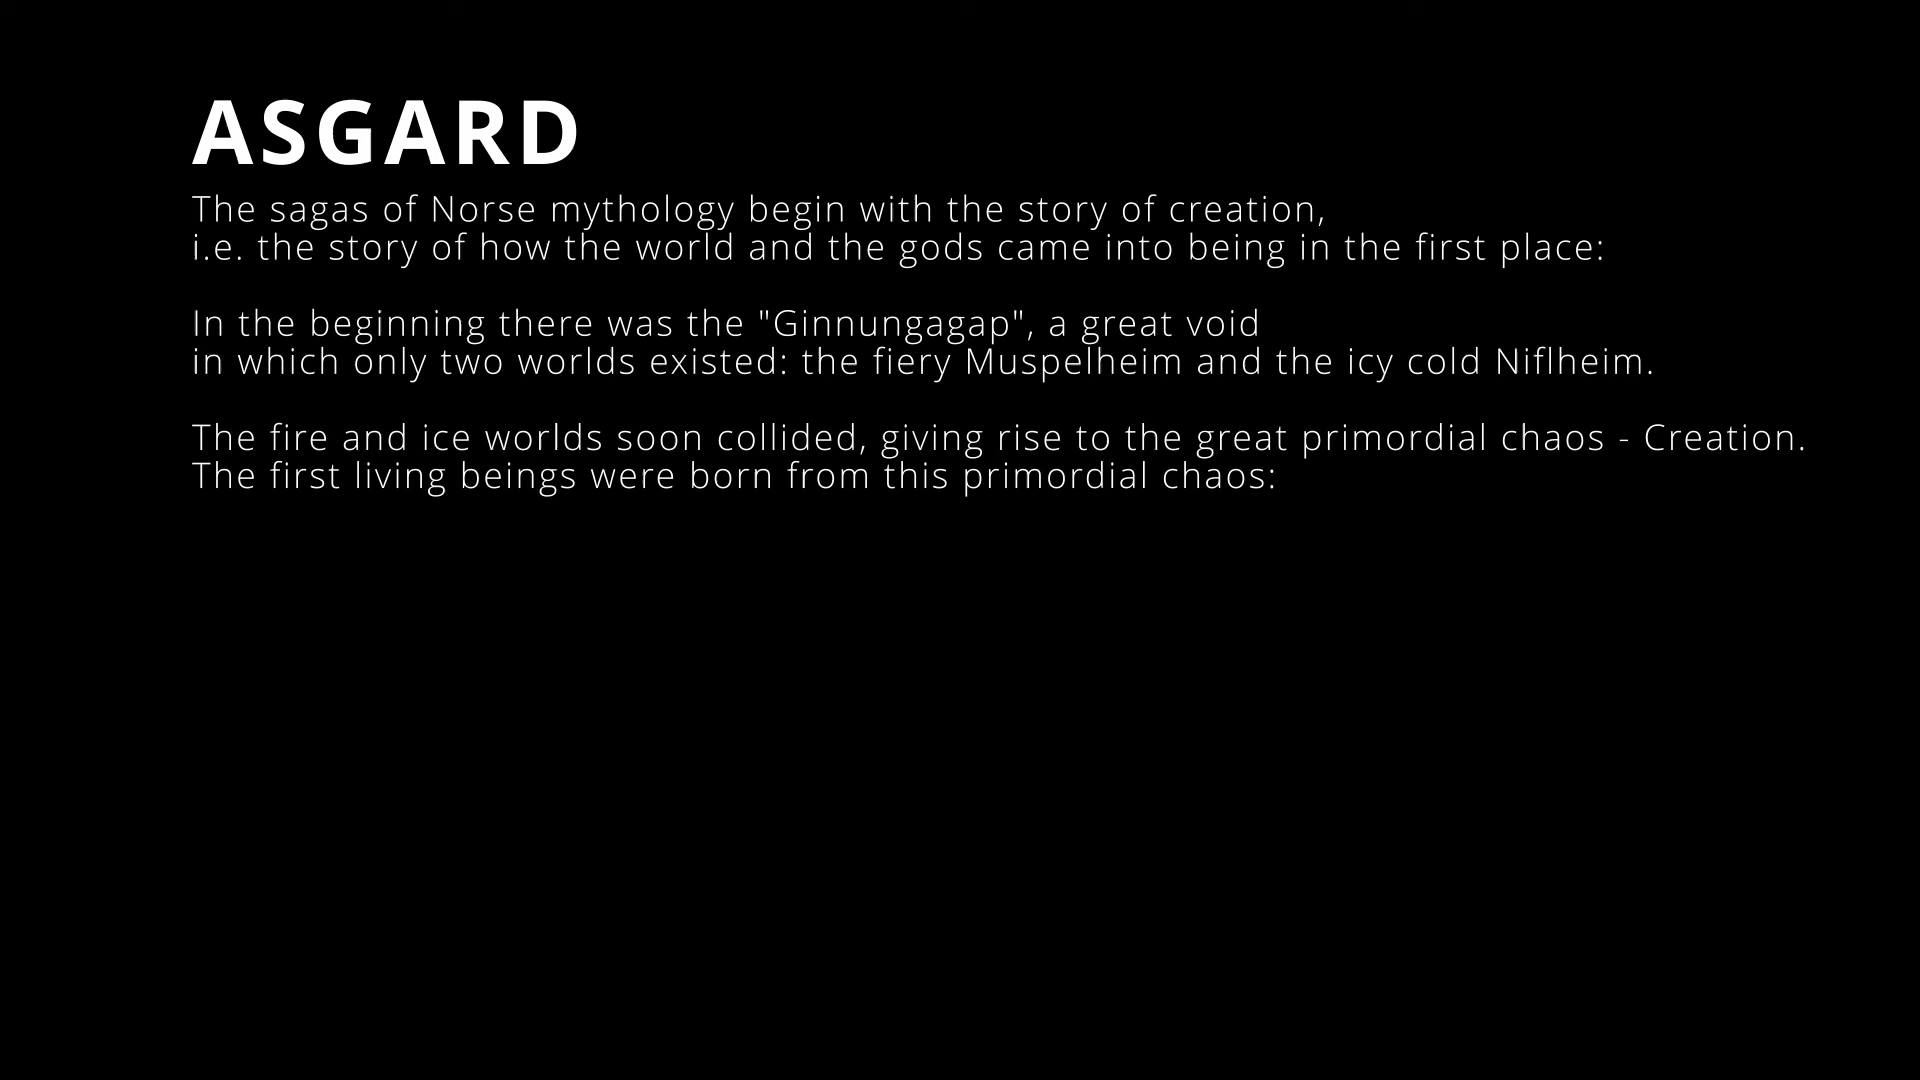 ASGARD
The sagas of Norse mythology begin with the story of creation,
i.e. the story of how the world and the gods came into being in the first place:
In the beginning there was the "Ginnungagap", a great void
in which only two worlds existed: the fiery Muspelheim and the icy cold Niflheim.
The fire and ice worlds soon collided, giving rise to the great primordial chaos - Creation.
The first living beings were born from this primordial chaos: